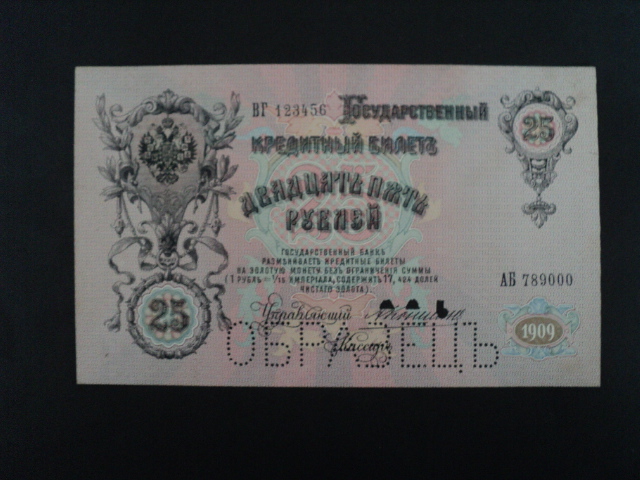 ВГ 123456 Государственный
25
Кредитный Билетъ
Двадцать пять
рублей
Государственный банкъ
размѣниваетъ кредитные билеты
на золотую монету безъ ограниченія суммы
(1 рубль = 1/15 имперіала, содержитъ 17,424 долей
чистаго золота).
АБ 789000
25
Управляющій
ОБРАЗЕЦЪ
Кассиръ
1909